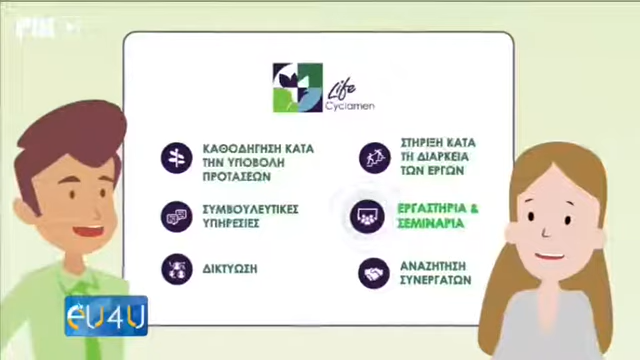 ΡΙΚ
Life
Cyclamen
ΚΑΘΟΔΗΓΗΣΗ ΚΑΤΑ
ΤΗΝ ΥΠΟΒΟΛΗ
ΠΡΟΤΑΣΕΩΝ
ΣΥΜΒΟΥΛΕΥΤΙΚΕΣ
ΥΠΗΡΕΣΙΕΣ
ΔΙΚΤΥΩΣΗ
ΣΤΗΡΙΞΗ ΚΑΤΑ
ΤΗ ΔΙΑΡΚΕΙΑ
ΤΩΝ ΕΡΓΩΝ
ΕΡΓΑΣΤΗΡΙΑ &
ΣΕΜΙΝΑΡΙΑ
ΑΝΑΖΗΤΗΣΗ
ΣΥΝΕΡΓΑΤΩΝ
eu4u